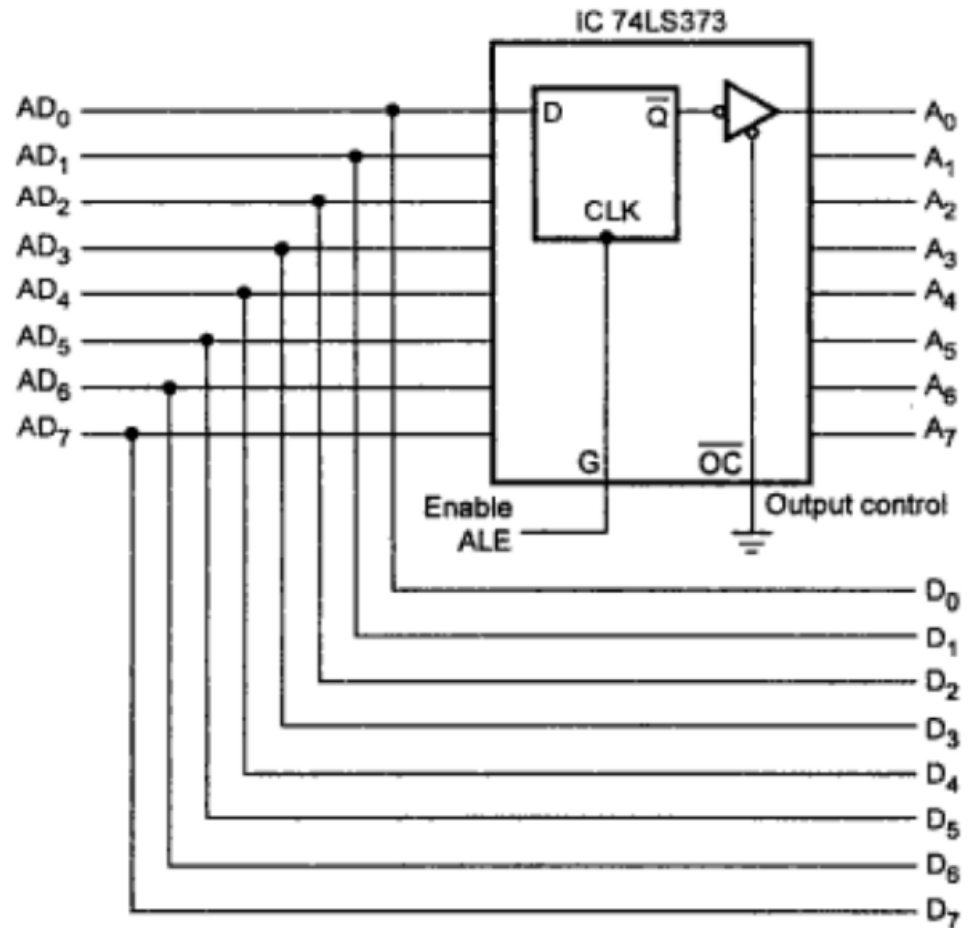 IC 74LS373
AD₀ D Q̅ A₀
AD₁ A₁
AD₂ A₂
CLK
AD₃ A₃
AD₄ A₄
AD₅ A₅
AD₆ A₆
AD₇ A₇
G O̅C̅
Enable Output control
ALE
D₀
D₁
D₂
D₃
D₄
D₅
D₆
D₇